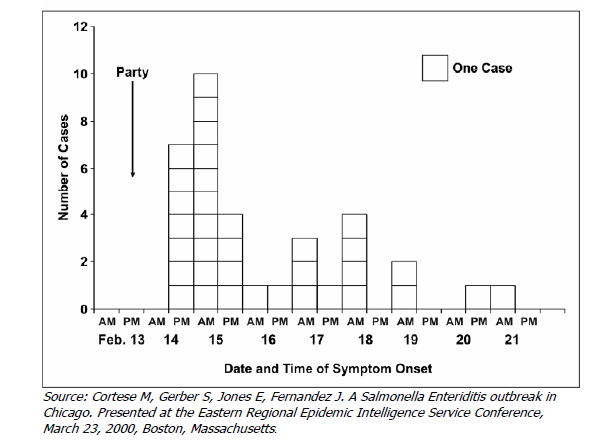 12
10
8
6
4
2
0
Number of Cases
Party
One Case
AM PM AM PM AM PM AM PM AM PM AM PM AM PM AM PM AM PM
Feb. 13 14 15 16 17 18 19 20 21
Date and Time of Symptom Onset
Source: Cortese M, Gerber S, Jones E, Fernandez J. A Salmonella Enteriditis outbreak in
Chicago. Presented at the Eastern Regional Epidemic Intelligence Service Conference,
March 23, 2000, Boston, Massachusetts.